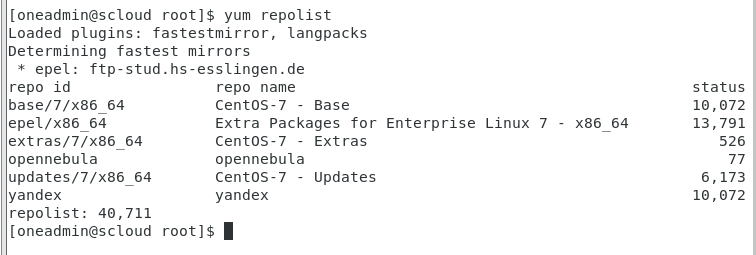 [oneadmin@scloud root]$ yum repolist
Loaded plugins: fastestmirror, langpacks
Determining fastest mirrors
 * epel: ftp-stud.hs-esslingen.de
repo id                repo name                                            status
base/7/x86_64          CentOS-7 - Base                                      10,072
epel/x86_64            Extra Packages for Enterprise Linux 7 - x86_64       13,791
extras/7/x86_64        CentOS-7 - Extras                                       526
opennebula             opennebula                                               77
updates/7/x86_64       CentOS-7 - Updates                                    6,173
yandex                 yandex                                               10,072
repolist: 40,711
[oneadmin@scloud root]$